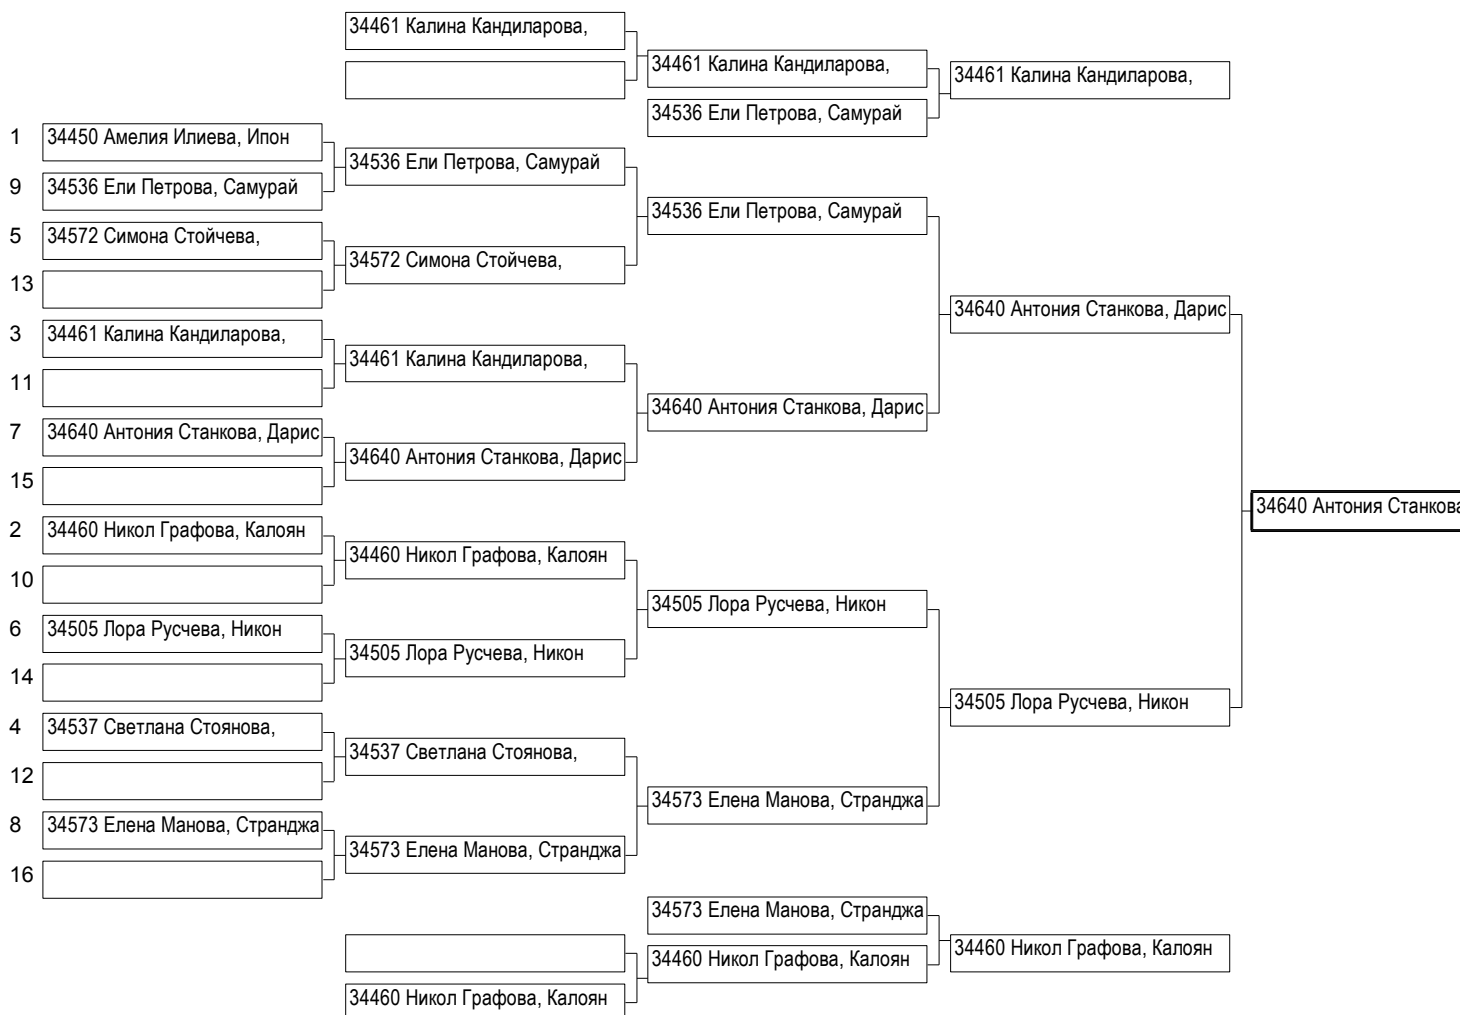 34461 Калина Кандиларова,
34461 Калина Кандиларова,
34461 Калина Кандиларова,
34536 Ели Петрова, Самурай
1 34450 Амелия Илиева, Ипон
34536 Ели Петрова, Самурай
9 34536 Ели Петрова, Самурай
34536 Ели Петрова, Самурай
5 34572 Симона Стойчева,
34572 Симона Стойчева,
13
34640 Антония Станкова, Дарис
3 34461 Калина Кандиларова,
34461 Калина Кандиларова,
11
34640 Антония Станкова, Дарис
7 34640 Антония Станкова, Дарис
34640 Антония Станкова, Дарис
15
34640 Антония Станкова
2 34460 Никол Графова, Калоян
34460 Никол Графова, Калоян
10
34505 Лора Русчева, Никон
6 34505 Лора Русчева, Никон
34505 Лора Русчева, Никон
14
34505 Лора Русчева, Никон
4 34537 Светлана Стоянова,
34537 Светлана Стоянова,
12
34573 Елена Манова, Странджа
8 34573 Елена Манова, Странджа
34573 Елена Манова, Странджа
16
34573 Елена Манова, Странджа
34460 Никол Графова, Калоян
34460 Никол Графова, Калоян
34460 Никол Графова, Калоян